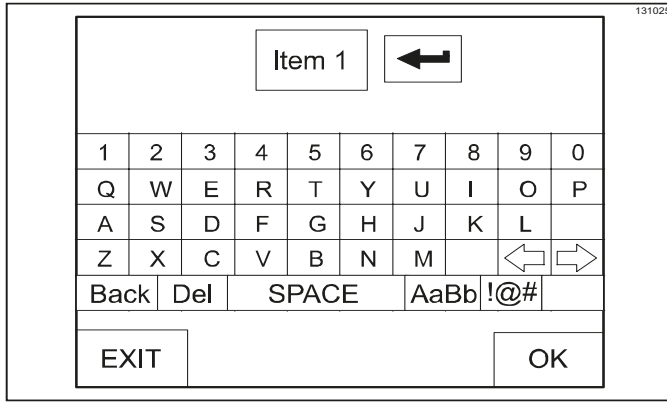 131025
Item 1
1 2 3 4 5 6 7 8 9 0
Q W E R T Y U I O P
A S D F G H J K L
Z X C V B N M
Back Del SPACE AaBb !@#
EXIT OK